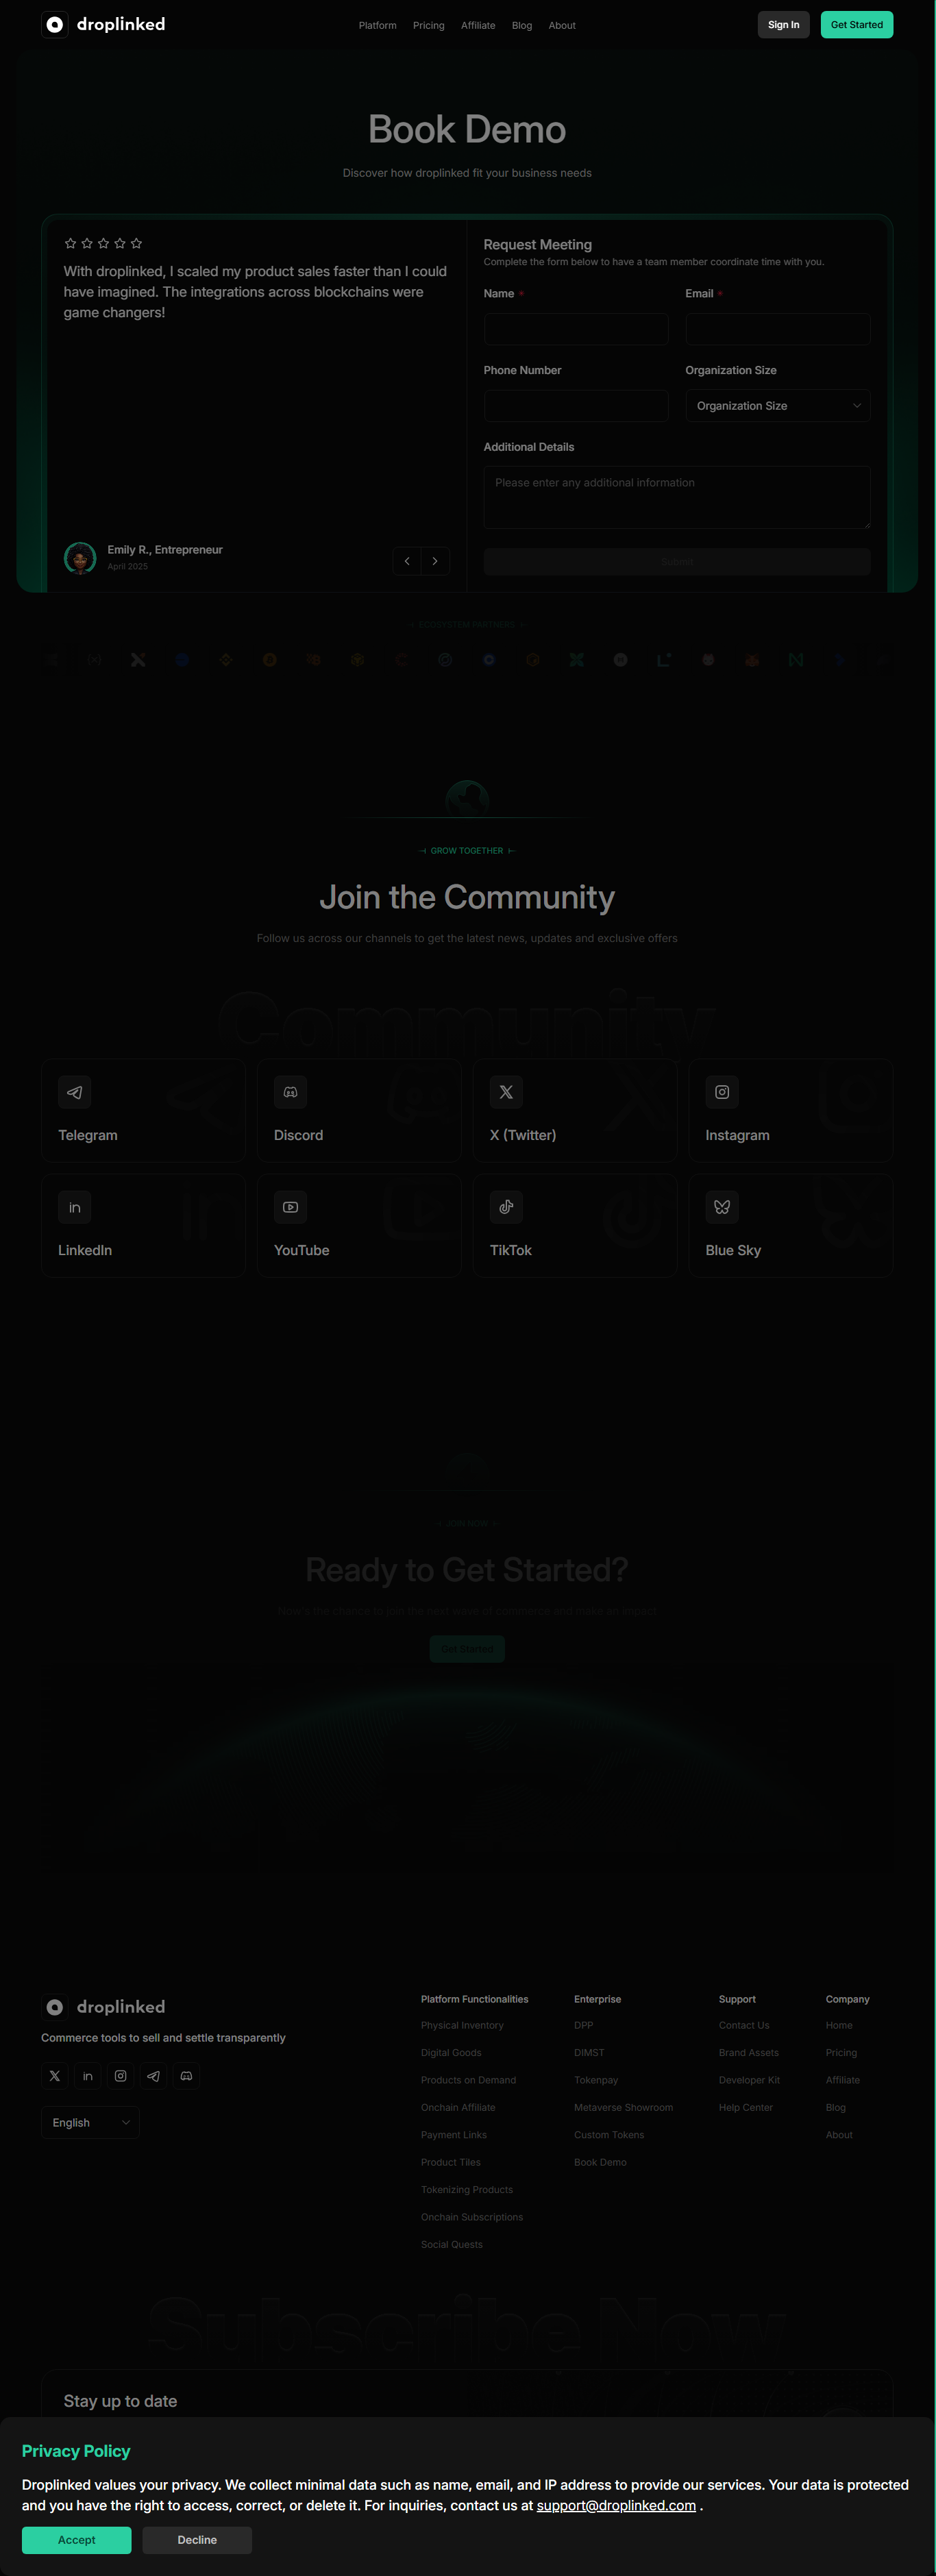 droplinked
Platform
Pricing
Affiliate
Blog
About
Sign In
Get Started
Book Demo
Discover how droplinked fit your business needs
With droplinked, I scaled my product sales faster than I could
have imagined. The integrations across blockchains were
game changers!
Emily R., Entrepreneur
April 2025
Request Meeting
Complete the form below to have a team member coordinate time with you.
Name *
Email *
Phone Number
Organization Size
Organization Size
Additional Details
Please enter any additional information
Submit
ECOSYSTEM PARTNERS
GROW TOGETHER
Join the Community
Follow us across our channels to get the latest news, updates and exclusive offers
Community
Telegram
Discord
X (Twitter)
Instagram
LinkedIn
YouTube
TikTok
Blue Sky
JOIN NOW
Ready to Get Started?
Now's the chance to join the next wave of commerce and make an impact
Get Started
droplinked
Commerce tools to sell and settle transparently
English
Platform Functionalities
Physical Inventory
Digital Goods
Products on Demand
Onchain Affiliate
Payment Links
Product Tiles
Tokenizing Products
Onchain Subscriptions
Social Quests
Enterprise
DPP
DIMST
Tokenpay
Metaverse Showroom
Custom Tokens
Book Demo
Support
Contact Us
Brand Assets
Developer Kit
Help Center
Company
Home
Pricing
Affiliate
Blog
About
Subscribe Now
Stay up to date
Privacy Policy
Droplinked values your privacy. We collect minimal data such as name, email, and IP address to provide our services. Your data is protected
and you have the right to access, correct, or delete it. For inquiries, contact us at support@droplinked.com .
Accept
Decline